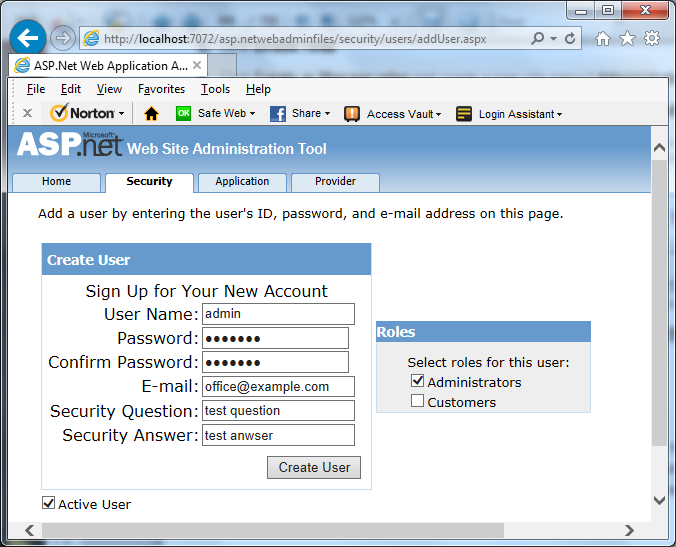 http://localhost:7072/asp.netwebadminfiles/security/users/addUser.aspx
ASP.Net Web Application A...
File Edit View Favorites Tools Help
x Norton OK Safe Web Share Access Vault Login Assistant
Microsoft
ASP.net Web Site Administration Tool
Home Security Application Provider
Add a user by entering the user's ID, password, and e-mail address on this page.
Create User
Sign Up for Your New Account
User Name: admin
Password: •••••••
Confirm Password: •••••••
E-mail: office@example.com
Security Question: test question
Security Answer: test anwser
Create User
Active User
Roles
Select roles for this user:
Administrators
Customers